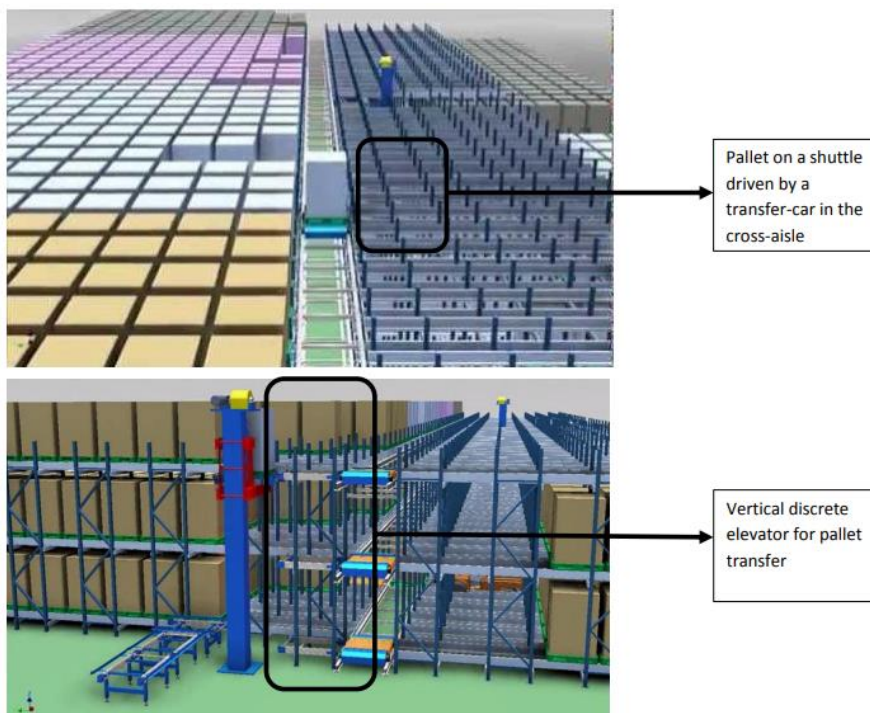 Pallet on a shuttle
driven by a
transfer-car in the
cross-aisle
Vertical discrete
elevator for pallet
transfer